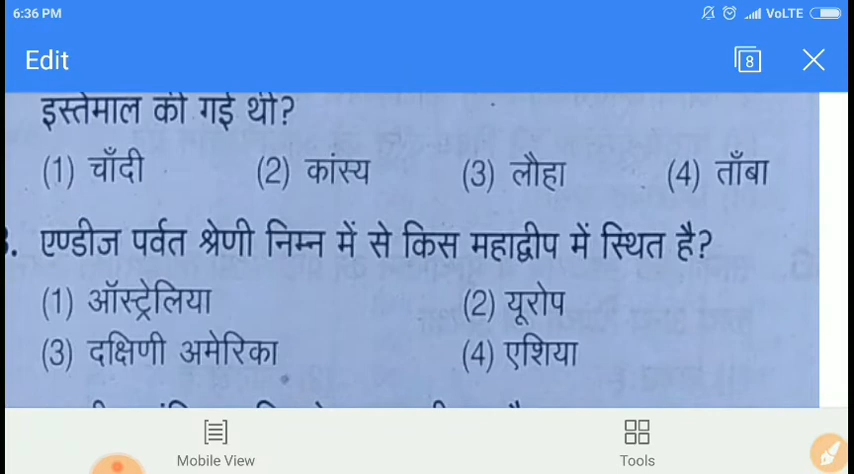 6:36 PM
VoLTE
Edit
8
इस्तेमाल की गई थी?
(1) चाँदी (2) कांस्य (3) लौहा (4) ताँबा
3. एण्डीज पर्वत श्रेणी निम्न में से किस महाद्वीप में स्थित है?
(1) ऑस्ट्रेलिया (2) यूरोप
(3) दक्षिणी अमेरिका (4) एशिया
Mobile View
Tools